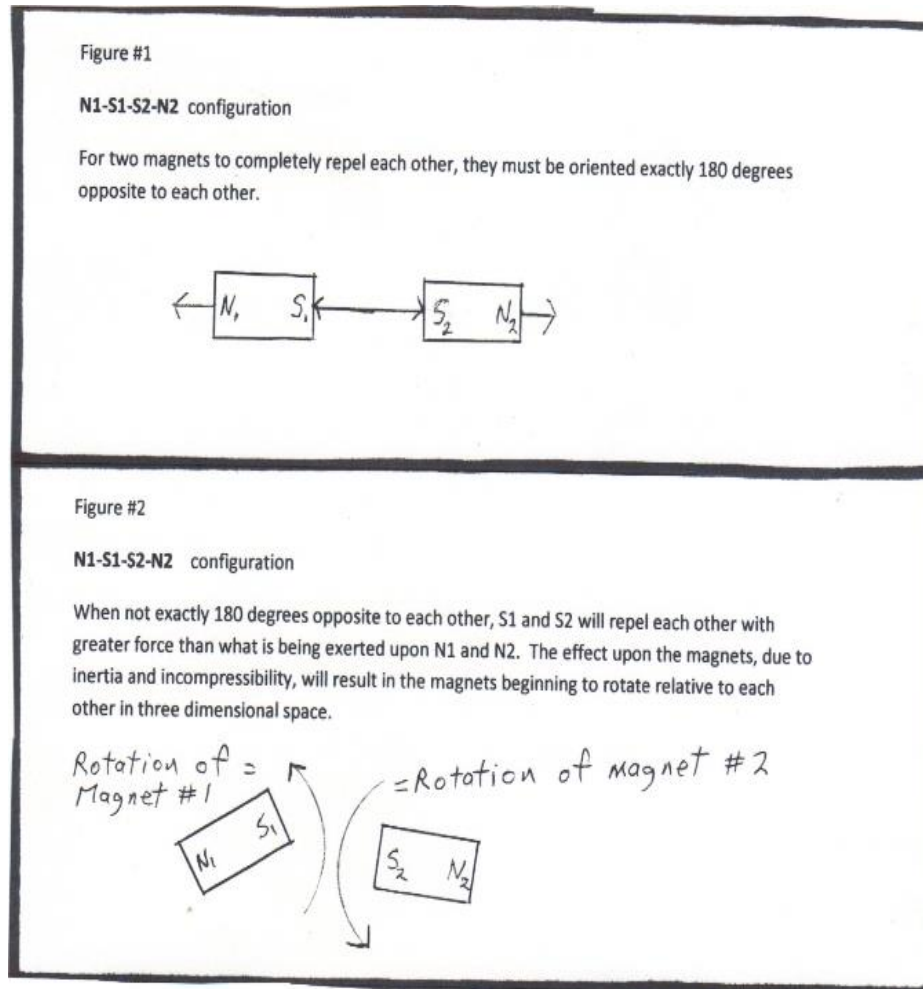 Figure #1
N1-S1-S2-N2 configuration
For two magnets to completely repel each other, they must be oriented exactly 180 degrees
opposite to each other.
N1 S1 S2 N2
Figure #2
N1-S1-S2-N2 configuration
When not exactly 180 degrees opposite to each other, S1 and S2 will repel each other with
greater force than what is being exerted upon N1 and N2. The effect upon the magnets, due to
inertia and incompressibility, will result in the magnets beginning to rotate relative to each
other in three dimensional space.
Rotation of =
Magnet #1
=Rotation of magnet #2
N1 S1
S2 N2